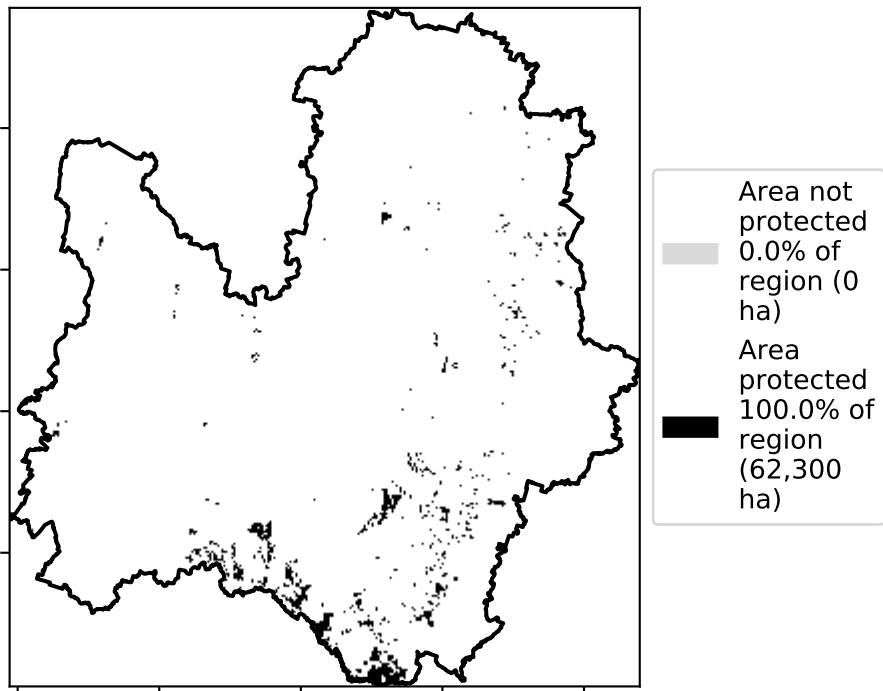 Area not
protected
0.0% of
region (0
ha)
Area
protected
100.0% of
region
(62,300
ha)